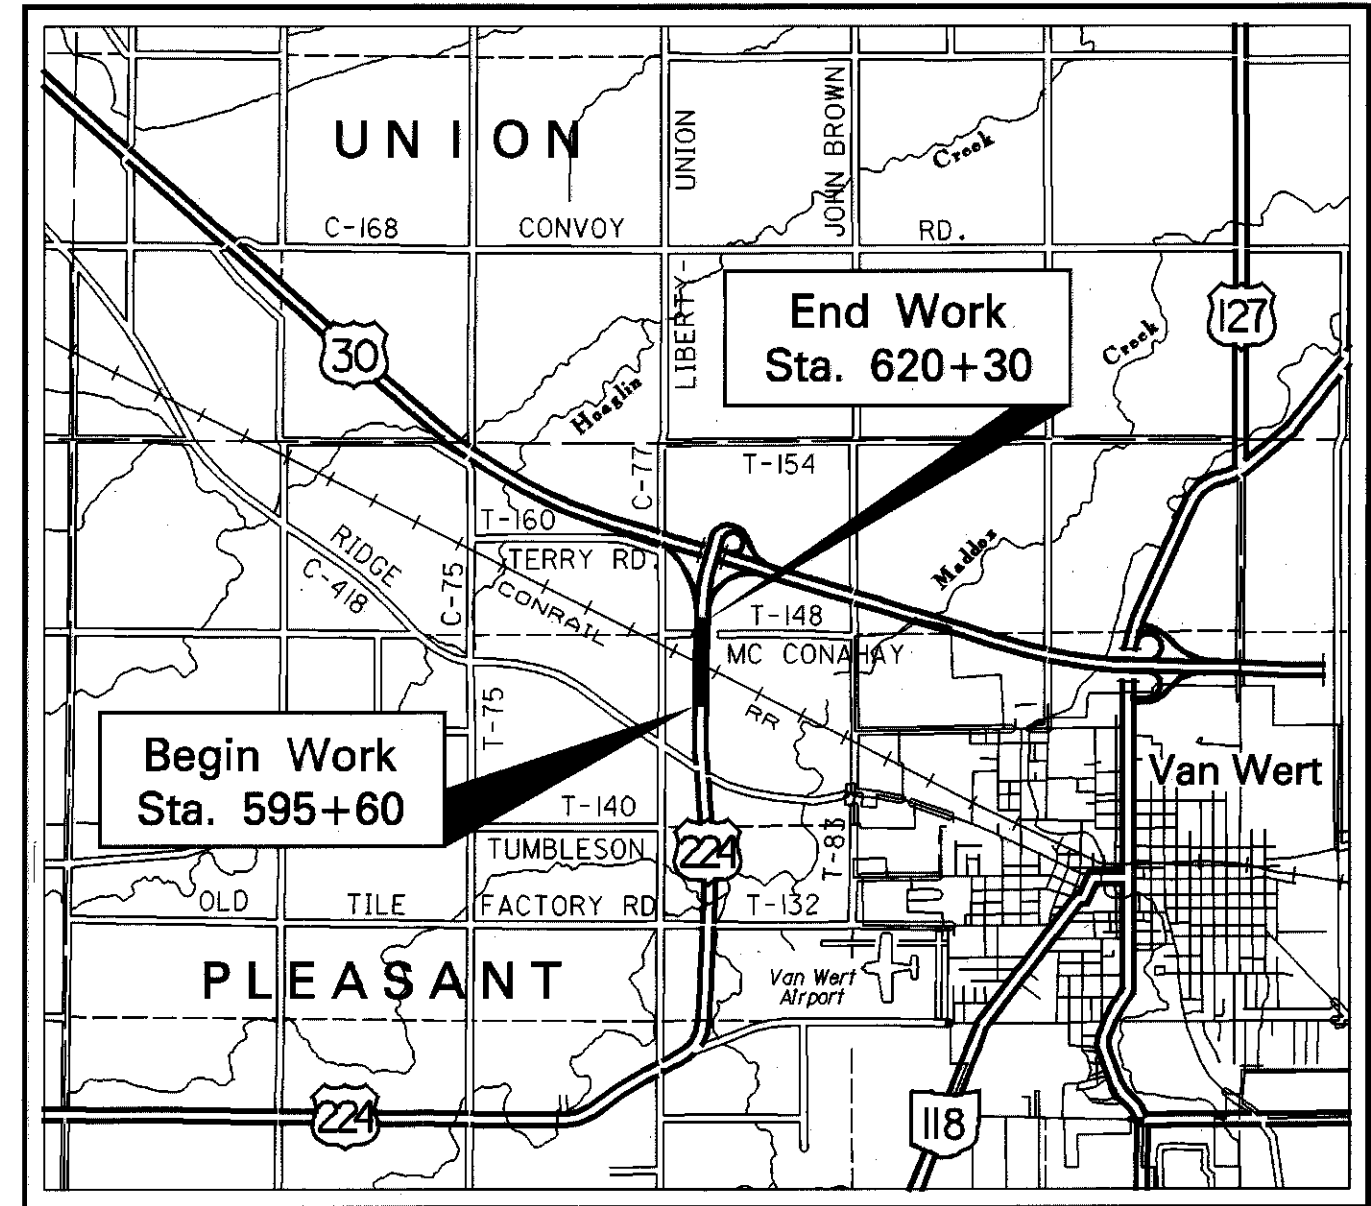 UNION
UNION
JOHN BROWN
Creek
C-168
CONVOY
RD.
End Work
Sta. 620+30
LIBERTY-
127
Creek
30
Hoaglin
C-77
T-154
T-160
TERRY RD.
Maddox
RIDGE
C-418
C-75
CONRAIL
T-148
MC CONAHAY
RR
T-75
Begin Work
Sta. 595+60
Van Wert
T-140
TUMBLESON
224
T-83
OLD
TILE
FACTORY RD
T-132
PLEASANT
Van Wert
Airport
224
118